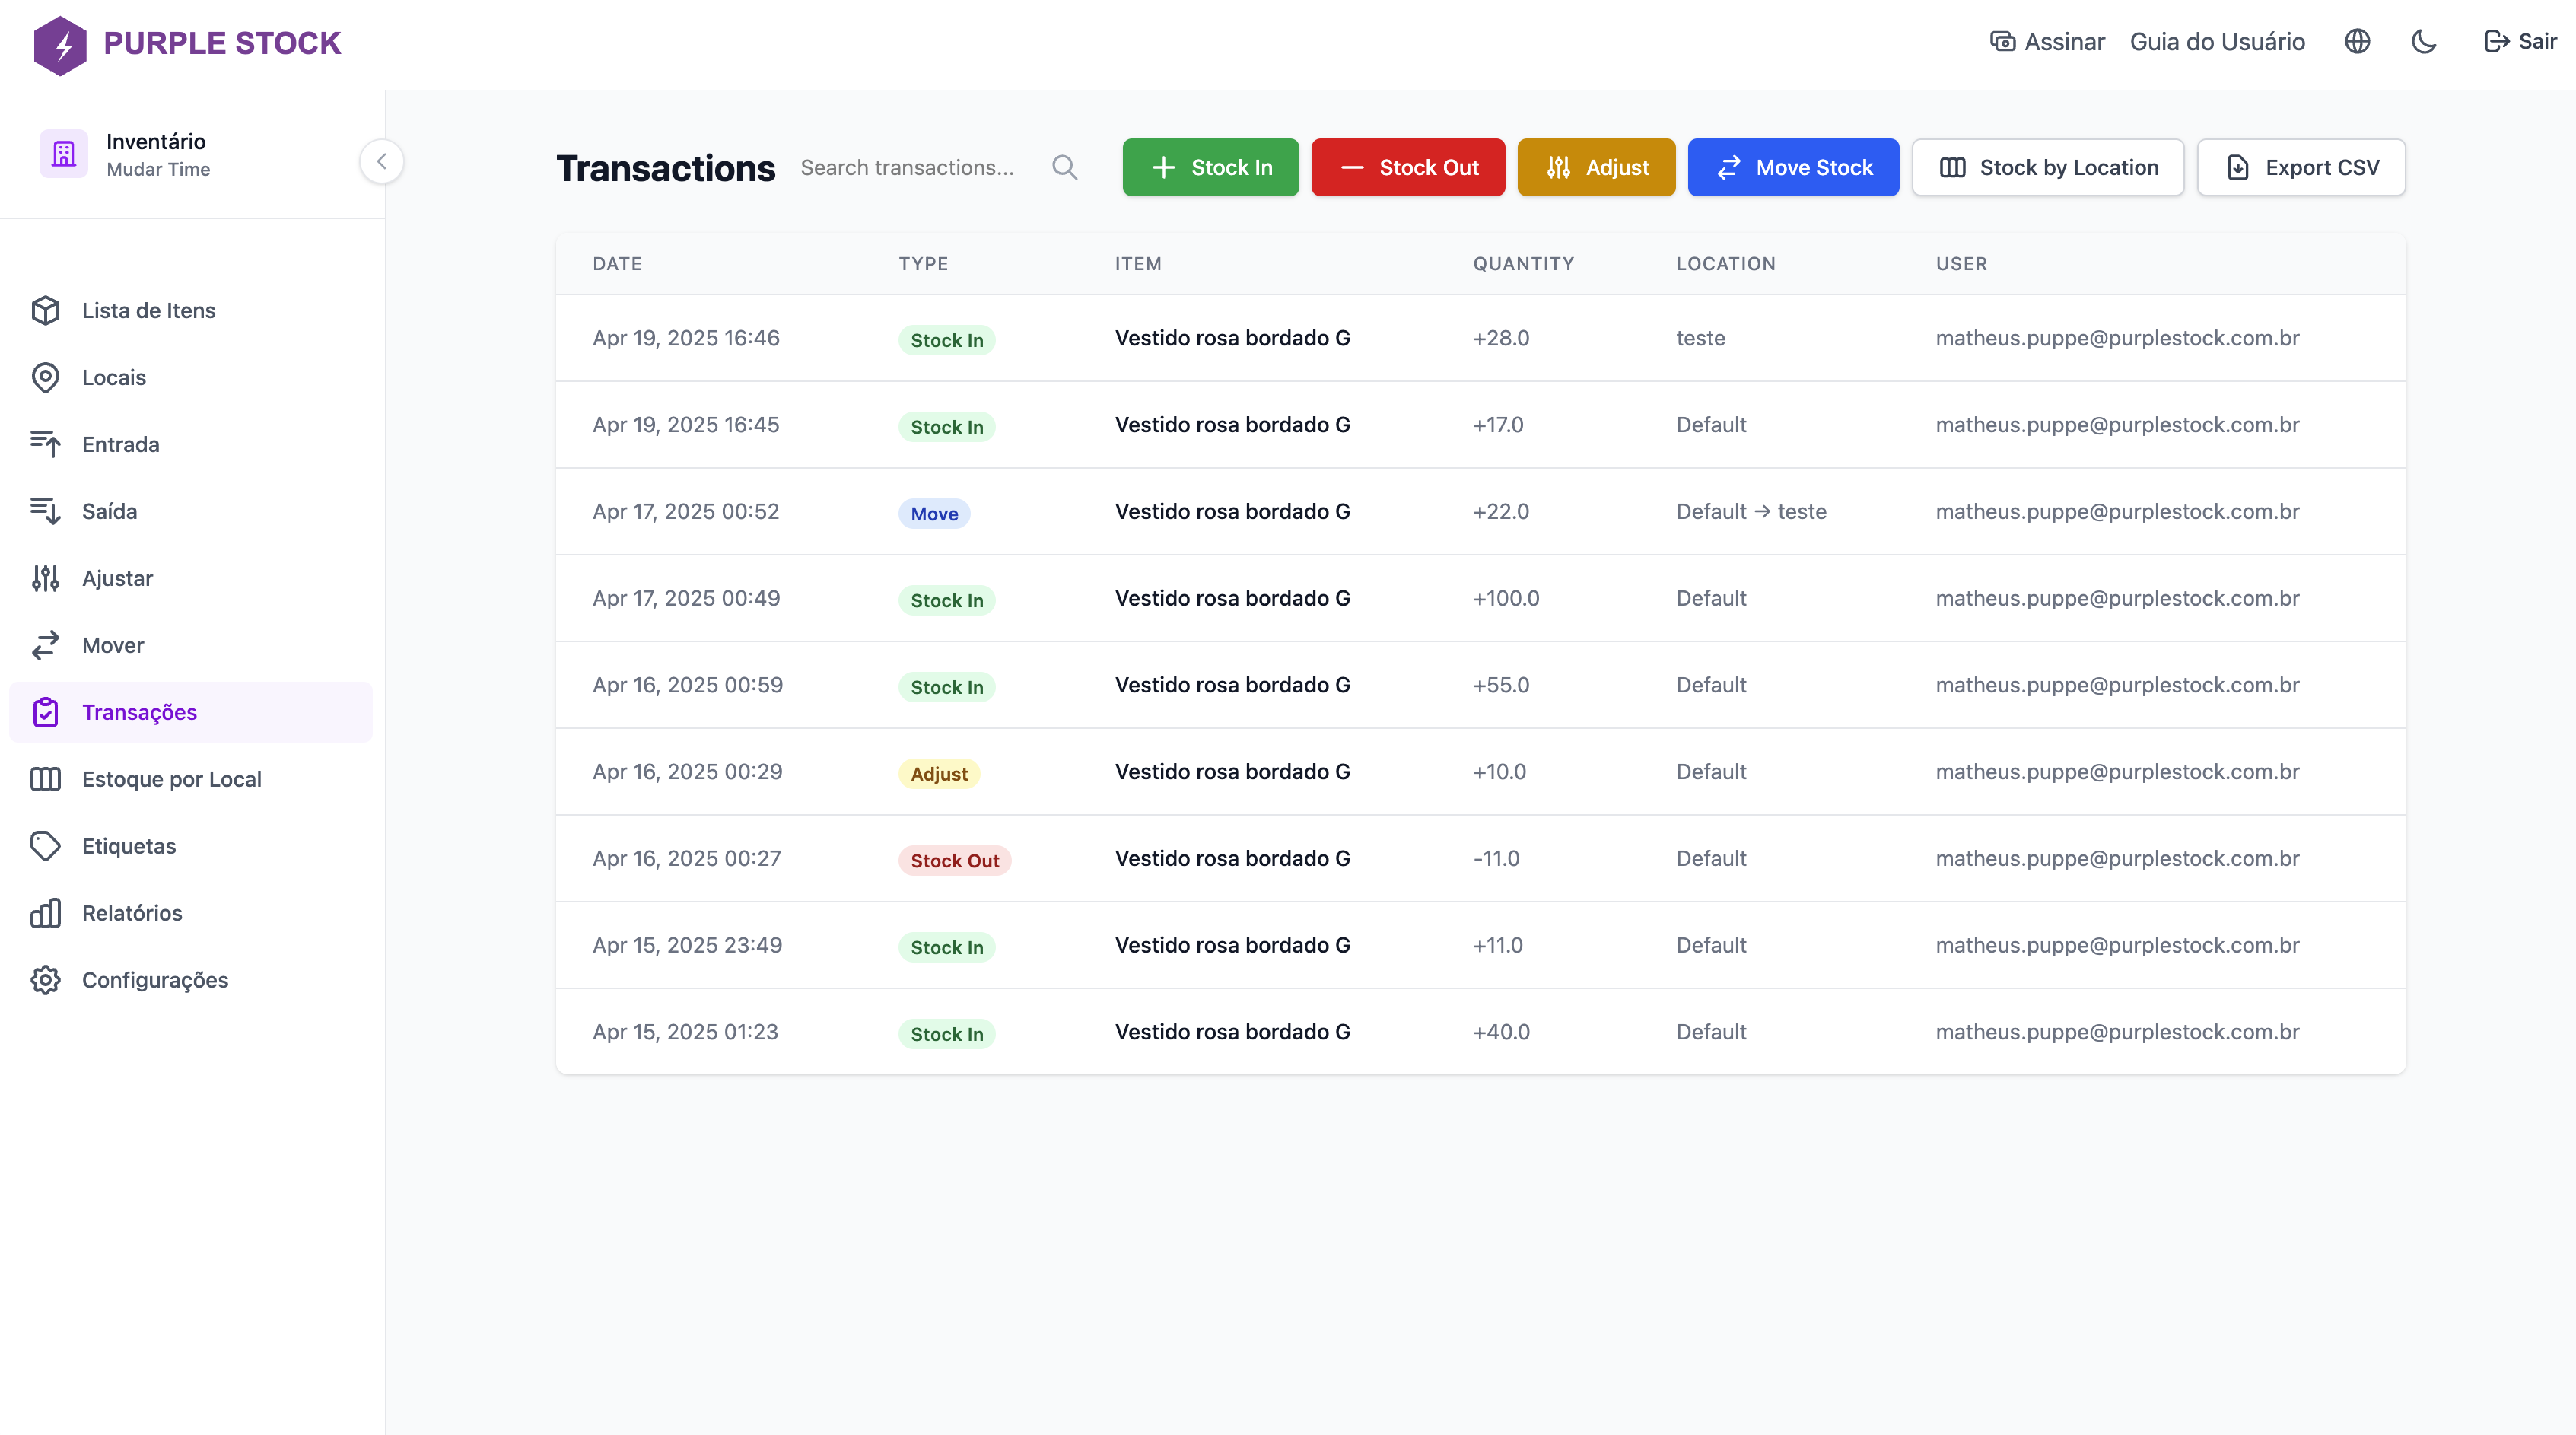 PURPLE STOCK
Assinar Guia do Usuário Sair
Inventário
Mudar Time
Lista de Itens
Locais
Entrada
Saída
Ajustar
Mover
Transações
Estoque por Local
Etiquetas
Relatórios
Configurações
Transactions Search transactions... Stock In Stock Out Adjust Move Stock Stock by Location Export CSV
DATE TYPE ITEM QUANTITY LOCATION USER
Apr 19, 2025 16:46 Stock In Vestido rosa bordado G +28.0 teste matheus.puppe@purplestock.com.br
Apr 19, 2025 16:45 Stock In Vestido rosa bordado G +17.0 Default matheus.puppe@purplestock.com.br
Apr 17, 2025 00:52 Move Vestido rosa bordado G +22.0 Default → teste matheus.puppe@purplestock.com.br
Apr 17, 2025 00:49 Stock In Vestido rosa bordado G +100.0 Default matheus.puppe@purplestock.com.br
Apr 16, 2025 00:59 Stock In Vestido rosa bordado G +55.0 Default matheus.puppe@purplestock.com.br
Apr 16, 2025 00:29 Adjust Vestido rosa bordado G +10.0 Default matheus.puppe@purplestock.com.br
Apr 16, 2025 00:27 Stock Out Vestido rosa bordado G -11.0 Default matheus.puppe@purplestock.com.br
Apr 15, 2025 23:49 Stock In Vestido rosa bordado G +11.0 Default matheus.puppe@purplestock.com.br
Apr 15, 2025 01:23 Stock In Vestido rosa bordado G +40.0 Default matheus.puppe@purplestock.com.br